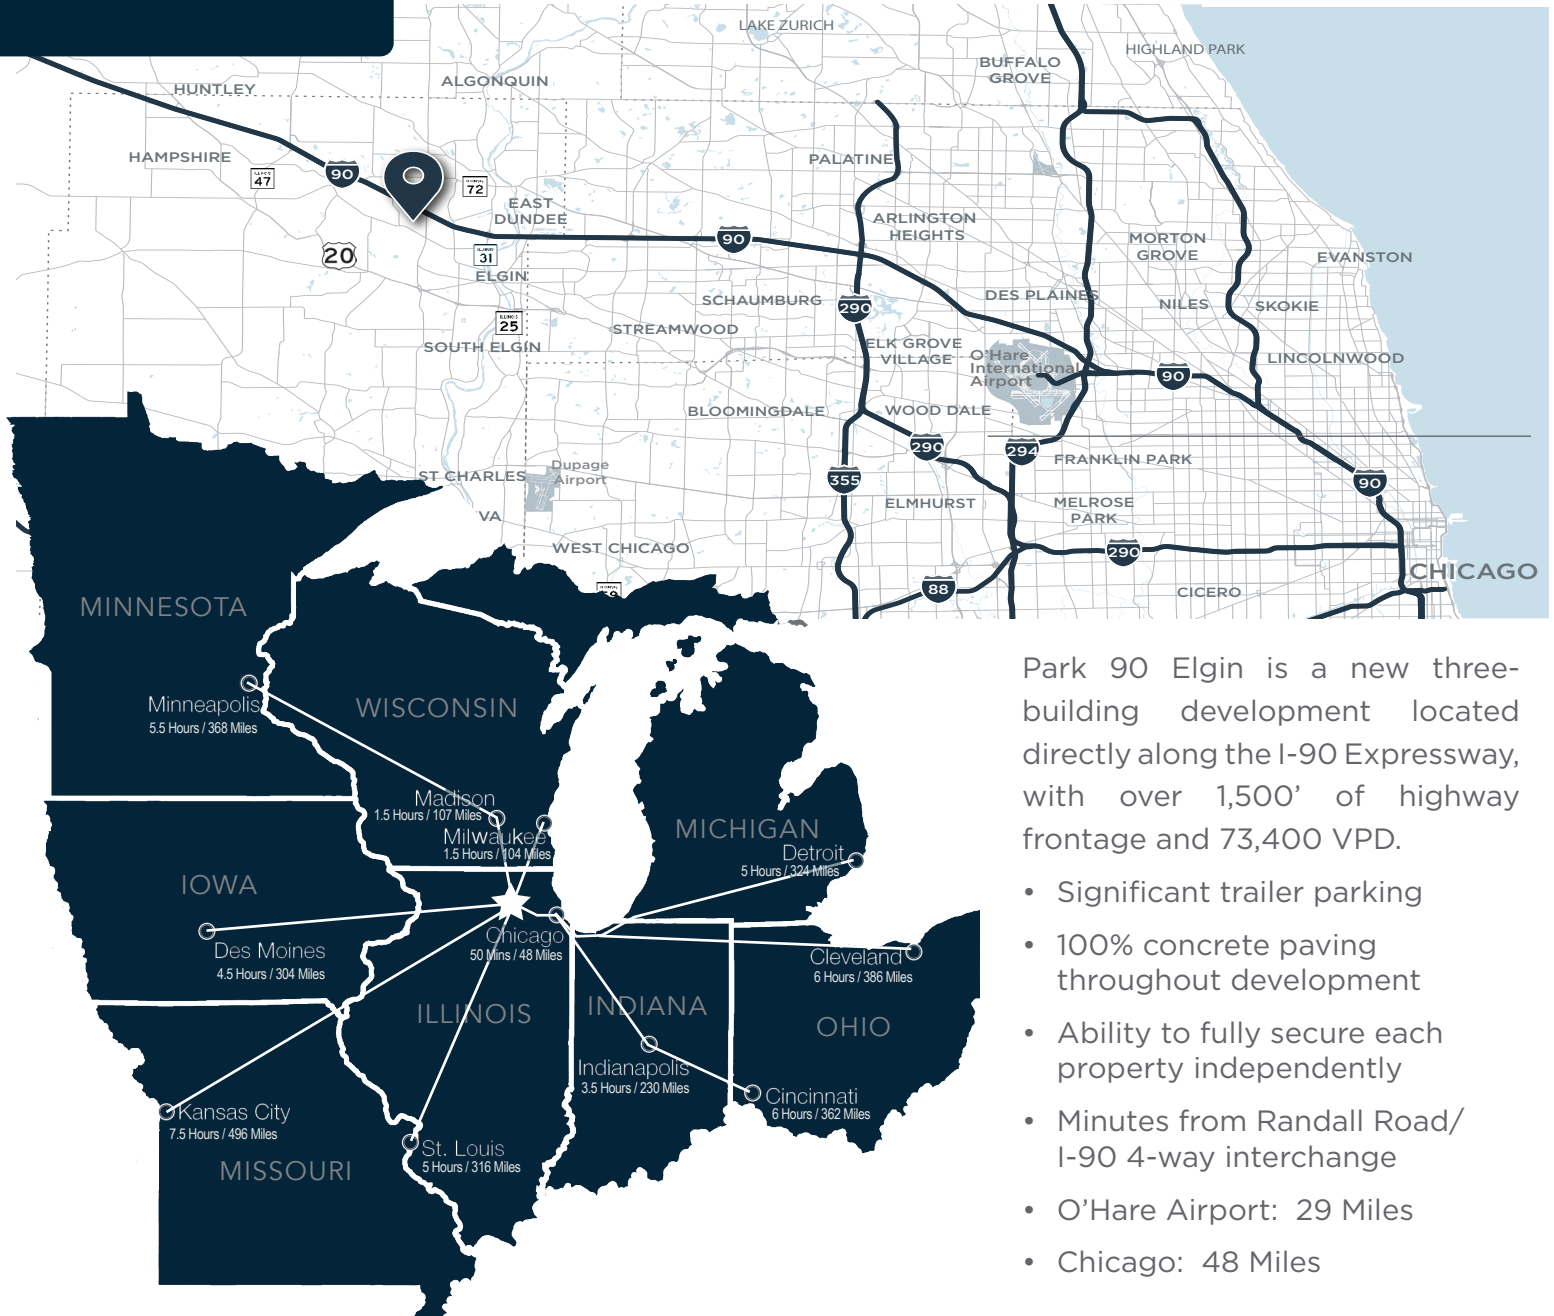 LAKE ZURICH
HIGHLAND PARK
BUFFALO
GROVE
HUNTLEY
ALGONQUIN
HAMPSHIRE
PALATINE
ILLINOIS
47
90
72
EAST
DUNDEE
ARLINGTON
HEIGHTS
90
MORTON
GROVE
EVANSTON
20
ILLINOIS
31
ELGIN
SCHAUMBURG
290
DES PLAINES
NILES
SKOKIE
ILLINOIS
25
STREAMWOOD
SOUTH ELGIN
ELK GROVE
VILLAGE
O'Hare
International
Airport
LINCOLNWOOD
90
BLOOMINGDALE
WOOD DALE
290
294
FRANKLIN PARK
ST CHARLES
Dupage
Airport
355
90
ELMHURST
MELROSE
PARK
VA
WEST CHICAGO
290
CHICAGO
88
CICERO
59
MINNESOTA
Minneapolis
5.5 Hours / 368 Miles
WISCONSIN
Madison
1.5 Hours / 107 Miles
Milwaukee
1.5 Hours / 104 Miles
MICHIGAN
Detroit
5 Hours / 324 Miles
IOWA
Des Moines
4.5 Hours / 304 Miles
Chicago
50 Mins / 48 Miles
Cleveland
6 Hours / 386 Miles
ILLINOIS
INDIANA
OHIO
Indianapolis
3.5 Hours / 230 Miles
Cincinnati
6 Hours / 362 Miles
Kansas City
7.5 Hours / 496 Miles
St. Louis
5 Hours / 316 Miles
MISSOURI
Park 90 Elgin is a new three-
building development located
directly along the I-90 Expressway,
with over 1,500’ of highway
frontage and 73,400 VPD.
• Significant trailer parking
• 100% concrete paving
throughout development
• Ability to fully secure each
property independently
• Minutes from Randall Road/
I-90 4-way interchange
• O’Hare Airport: 29 Miles
• Chicago: 48 Miles